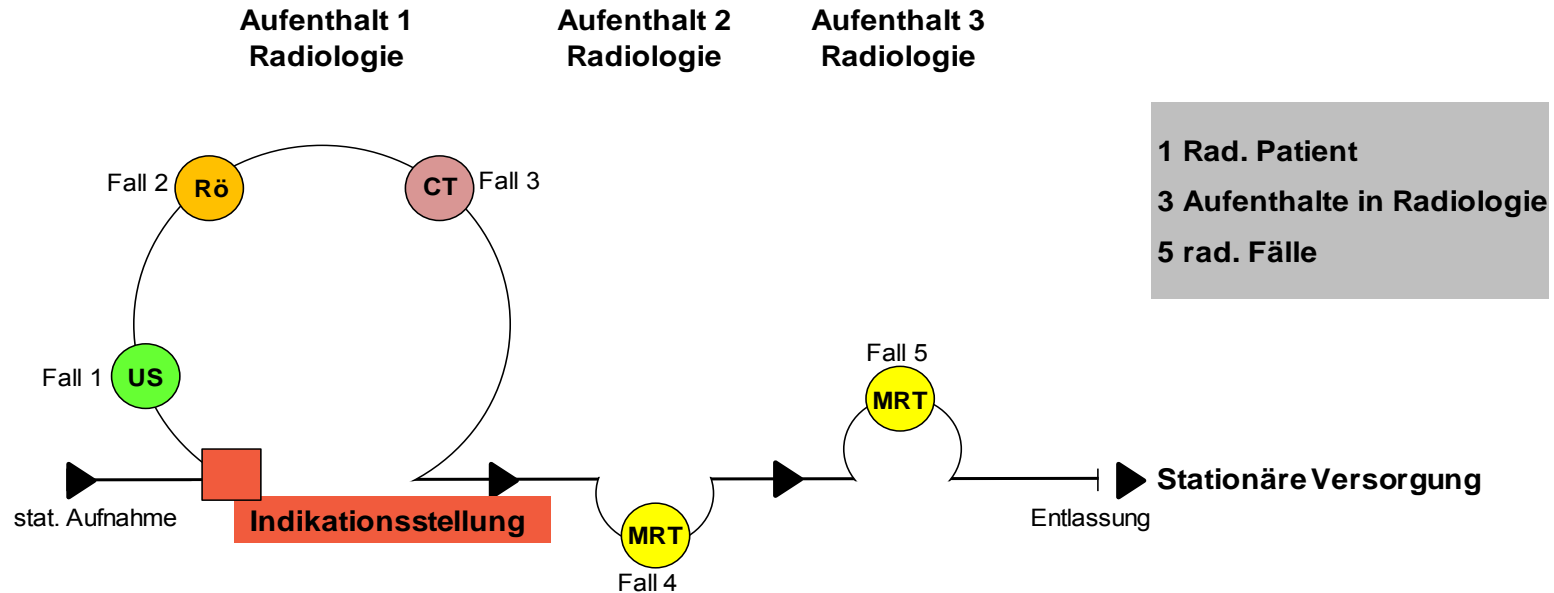 Aufenthalt 1
Radiologie
Aufenthalt 2
Radiologie
Aufenthalt 3
Radiologie
1 Rad. Patient
3 Aufenthalte in Radiologie
5 rad. Fälle
Fall 2
Rö
CT
Fall 3
Fall 1
US
Fall 5
MRT
stat. Aufnahme
Indikationsstellung
MRT
Fall 4
Entlassung
Stationäre Versorgung